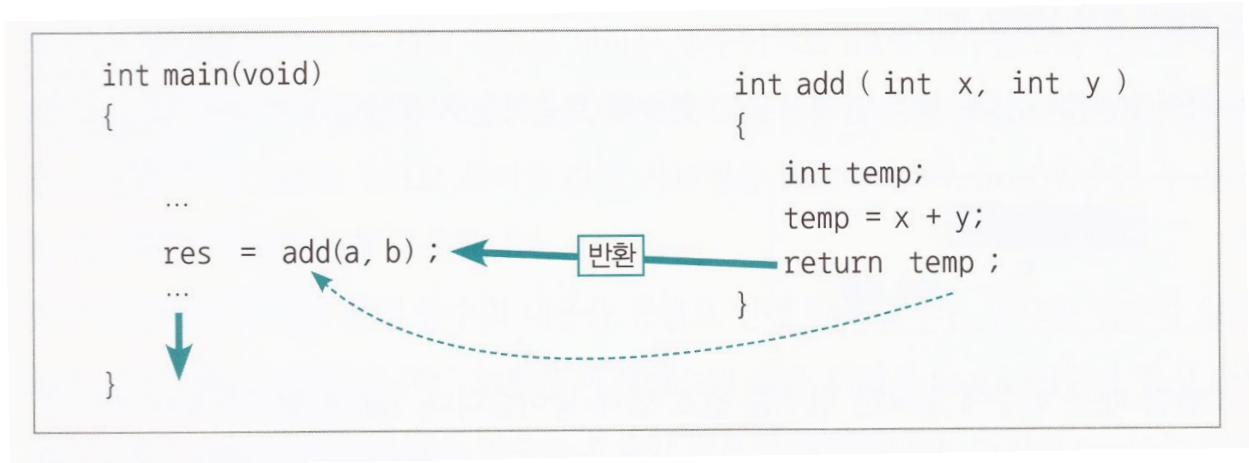 int main(void)
{
...
res = add(a, b) ;
...
}
int add ( int x, int y )
{
int temp;
temp = x + y;
return temp ;
}
반환